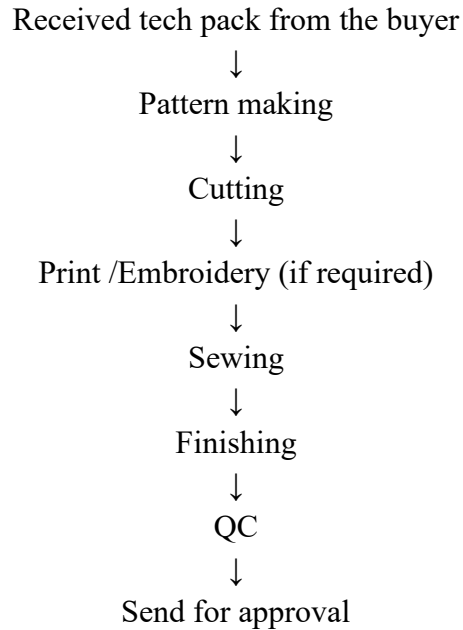 Received tech pack from the buyer
↓
Pattern making
↓
Cutting
↓
Print /Embroidery (if required)
↓
Sewing
↓
Finishing
↓
QC
↓
Send for approval